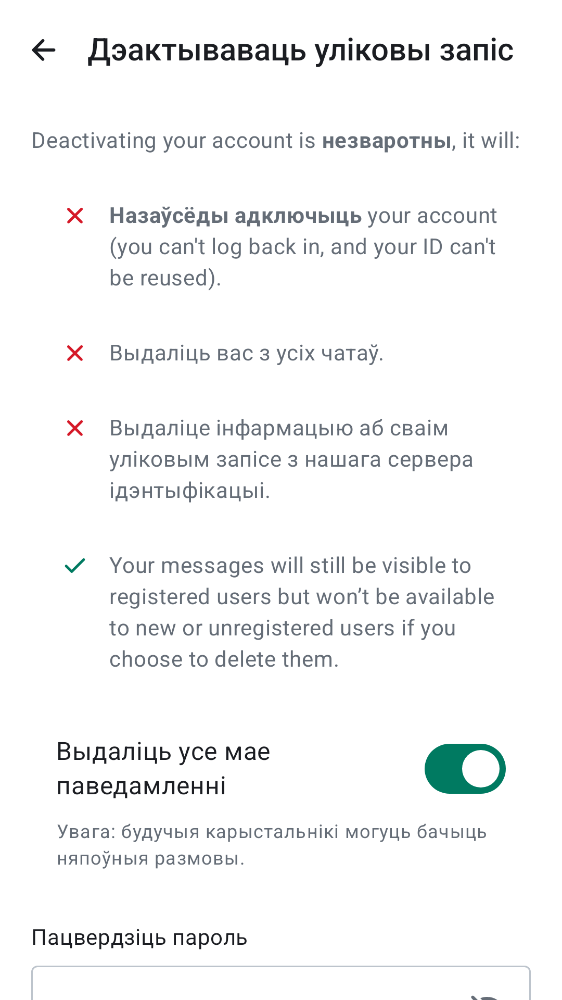 Дэактываваць уліковы запіс
Deactivating your account is незваротны, it will:
Назаўсёды адключыць your account
(you can't log back in, and your ID can't
be reused).
Выдаліць вас з усіх чатаў.
Выдаліце інфармацыю аб сваім
уліковым запісе з нашага сервера
ідэнтыфікацыі.
Your messages will still be visible to
registered users but won’t be available
to new or unregistered users if you
choose to delete them.
Выдаліць усе мае
паведамленні
Увага: будучыя карыстальнікі могуць бачыць
няпоўныя размовы.
Пацвердзіць пароль